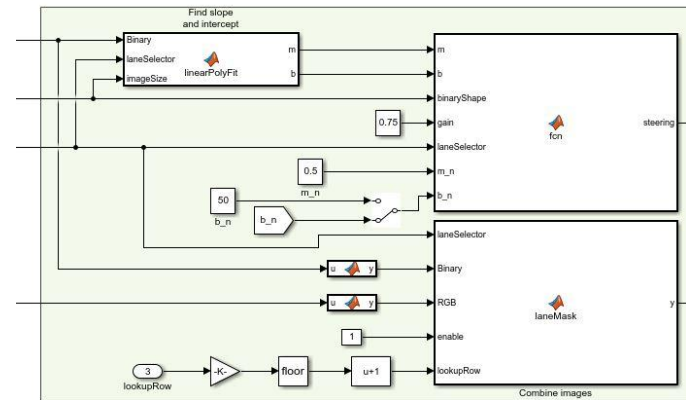 Find slope
and intercept
Binary
laneSelector
imageSize
linearPolyFit
m
b
m
b
binaryShape
gain
laneSelector
m_n
b_n
fcn
steering
0.75
0.5
m_n
50
b_n
b_n
laneSelector
Binary
RGB
enable
lookupRow
laneMask
y
u
y
u
y
1
3
lookupRow
-K-
floor
u+1
Combine images